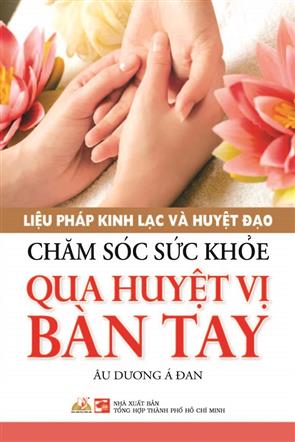 LIỆU PHÁP KINH LẠC VÀ HUYỆT ĐẠO
CHĂM SÓC SỨC KHỎE
QUA HUYỆT VỊ
BÀN TAY
ÂU DƯƠNG Á ĐAN
NHÀ XUẤT BẢN
TỔNG HỢP THÀNH PHỐ HỒ CHÍ MINH